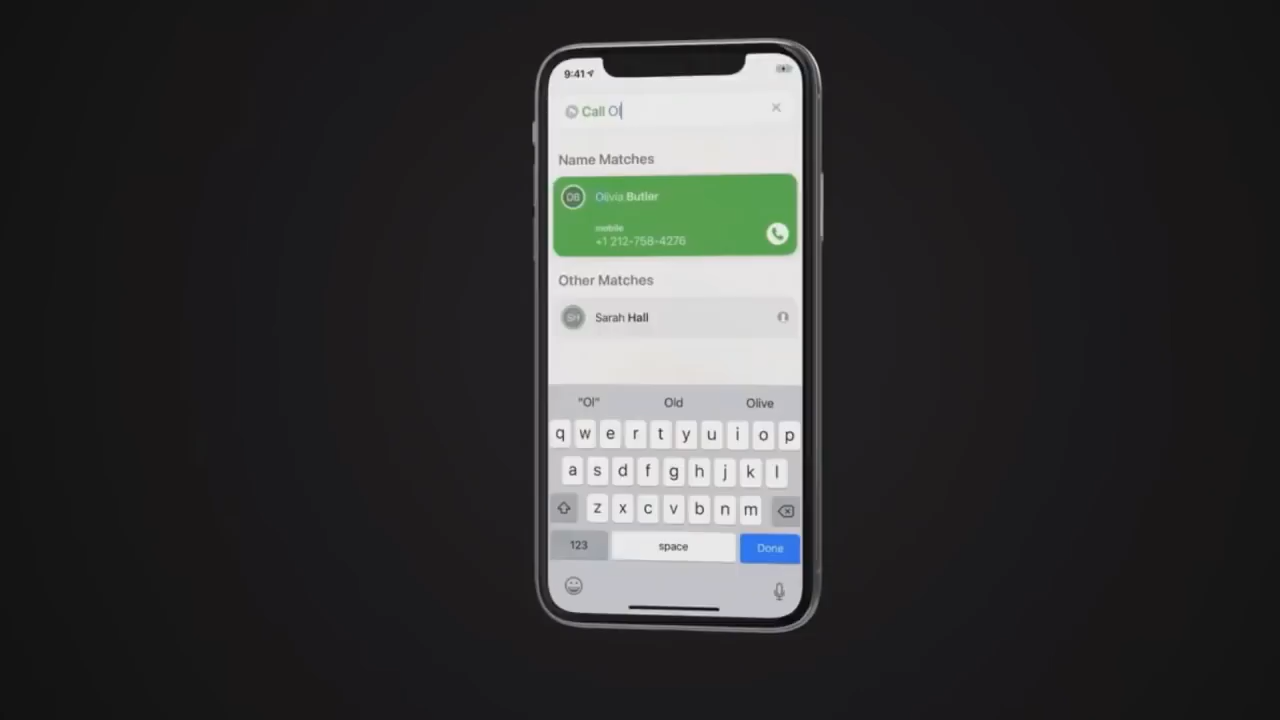 9:41
Call Ol
Name Matches
OB
Olivia Butler
mobile
+1 212-758-4276
Other Matches
SH
Sarah Hall
"Ol" Old Olive
q w e r t y u i o p
a s d f g h j k l
z x c v b n m
123 space Done